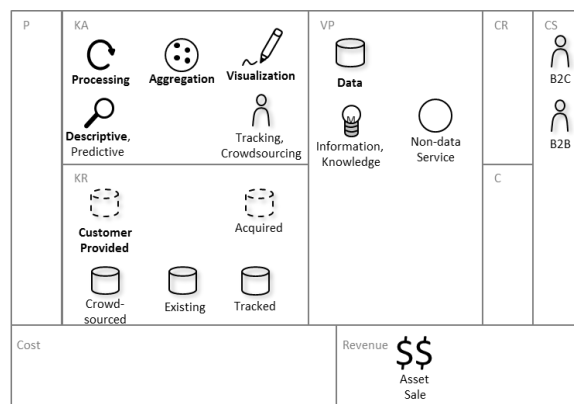 P
KA
VP
CR
CS
Processing
Aggregation
Visualization
Data
B2C
Descriptive,
Predictive
Tracking,
Crowdsourcing
Information,
Knowledge
Non-data
Service
B2B
KR
C
Customer
Provided
Acquired
Crowd-
sourced
Existing
Tracked
Cost
Revenue
$$
Asset
Sale